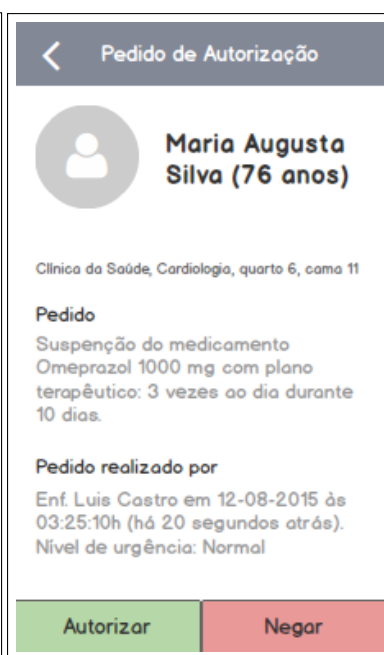 Pedido de Autorização
Maria Augusta
Silva (76 anos)
Clínica da Saúde, Cardiologia, quarto 6, cama 11
Pedido
Suspenção do medicamento
Omeprazol 1000 mg com plano
terapêutico: 3 vezes ao dia durante
10 dias.
Pedido realizado por
Enf. Luis Castro em 12-08-2015 às
03:25:10h (há 20 segundos atrás).
Nível de urgência: Normal
Autorizar
Negar